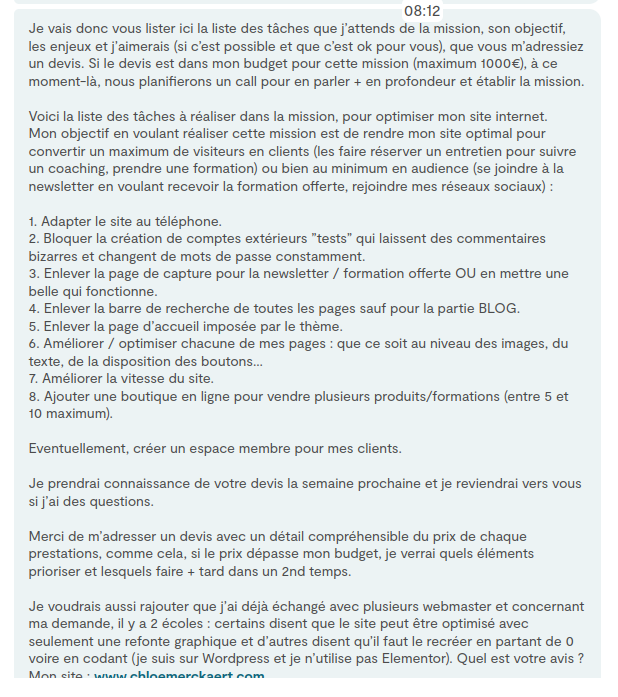 08:12
Je vais donc vous lister ici la liste des tâches que j’attends de la mission, son objectif,
les enjeux et j’aimerais (si c’est possible et que c’est ok pour vous), que vous m’adressiez
un devis. Si le devis est dans mon budget pour cette mission (maximum 1000€), à ce
moment-là, nous planifierons un call pour en parler + en profondeur et établir la mission.
Voici la liste des tâches à réaliser dans la mission, pour optimiser mon site internet.
Mon objectif en voulant réaliser cette mission est de rendre mon site optimal pour
convertir un maximum de visiteurs en clients (les faire réserver un entretien pour suivre
un coaching, prendre une formation) ou bien au minimum en audience (se joindre à la
newsletter en voulant recevoir la formation offerte, rejoindre mes réseaux sociaux) :
1. Adapter le site au téléphone.
2. Bloquer la création de comptes extérieurs ”tests” qui laissent des commentaires
bizarres et changent de mots de passe constamment.
3. Enlever la page de capture pour la newsletter / formation offerte OU en mettre une
belle qui fonctionne.
4. Enlever la barre de recherche de toutes les pages sauf pour la partie BLOG.
5. Enlever la page d’accueil imposée par le thème.
6. Améliorer / optimiser chacune de mes pages : que ce soit au niveau des images, du
texte, de la disposition des boutons...
7. Améliorer la vitesse du site.
8. Ajouter une boutique en ligne pour vendre plusieurs produits/formations (entre 5 et
10 maximum).
Eventuellement, créer un espace membre pour mes clients.
Je prendrai connaissance de votre devis la semaine prochaine et je reviendrai vers vous
si j’ai des questions.
Merci de m’adresser un devis avec un détail compréhensible du prix de chaque
prestations, comme cela, si le prix dépasse mon budget, je verrai quels éléments
prioriser et lesquels faire + tard dans un 2nd temps.
Je voudrais aussi rajouter que j’ai déjà échangé avec plusieurs webmaster et concernant
ma demande, il y a 2 écoles : certains disent que le site peut être optimisé avec
seulement une refonte graphique et d’autres disent qu’il faut le recréer en partant de 0
voire en codant (je suis sur Wordpress et je n’utilise pas Elementor). Quel est votre avis ?
Mon site : www.chloemerckaert.com